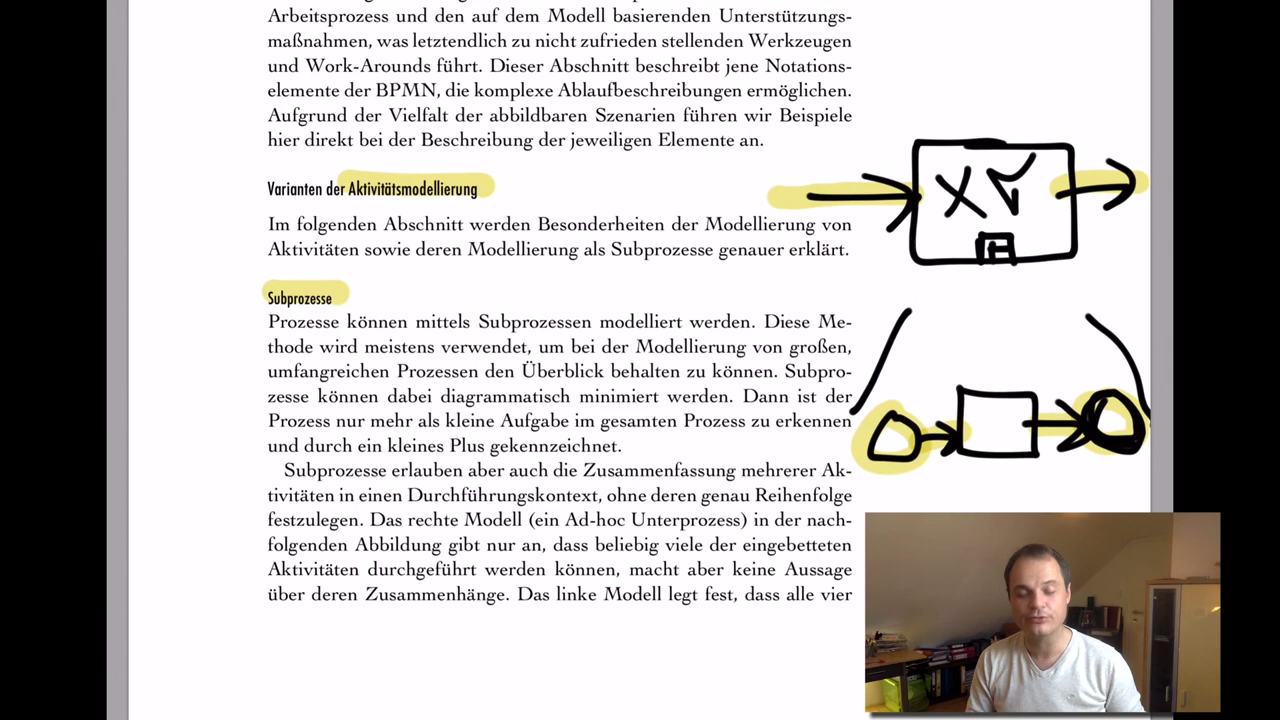 Arbeitsprozess und den auf dem Modell basierenden Unterstützungs-
maßnahmen, was letztendlich zu nicht zufrieden stellenden Werkzeugen
und Work-Arounds führt. Dieser Abschnitt beschreibt jene Notations-
elemente der BPMN, die komplexe Ablaufbeschreibungen ermöglichen.
Aufgrund der Vielfalt der abbildbaren Szenarien führen wir Beispiele
hier direkt bei der Beschreibung der jeweiligen Elemente an.
Varianten der Aktivitätsmodellierung
Im folgenden Abschnitt werden Besonderheiten der Modellierung von
Aktivitäten sowie deren Modellierung als Subprozesse genauer erklärt.
Subprozesse
Prozesse können mittels Subprozessen modelliert werden. Diese Me-
thode wird meistens verwendet, um bei der Modellierung von großen,
umfangreichen Prozessen den Überblick behalten zu können. Subpro-
zesse können dabei diagrammatisch minimiert werden. Dann ist der
Prozess nur mehr als kleine Aufgabe im gesamten Prozess zu erkennen
und durch ein kleines Plus gekennzeichnet.
Subprozesse erlauben aber auch die Zusammenfassung mehrerer Ak-
tivitäten in einen Durchführungskontext, ohne deren genau Reihenfolge
festzulegen. Das rechte Modell (ein Ad-hoc Unterprozess) in der nach-
folgenden Abbildung gibt nur an, dass beliebig viele der eingebetteten
Aktivitäten durchgeführt werden können, macht aber keine Aussage
über deren Zusammenhänge. Das linke Modell legt fest, dass alle vier